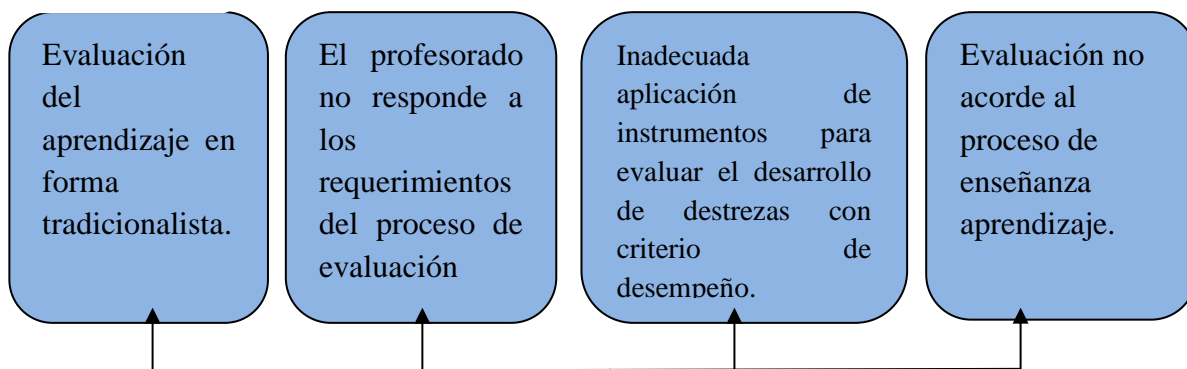 Evaluación
del
aprendizaje en
forma
tradicionalista.
El profesorado
no responde a
los
requerimientos
del proceso de
evaluación
Inadecuada
aplicación de
instrumentos para
evaluar el desarrollo
de destrezas con
criterio de
desempeño.
Evaluación no
acorde al
proceso de
enseñanza
aprendizaje.